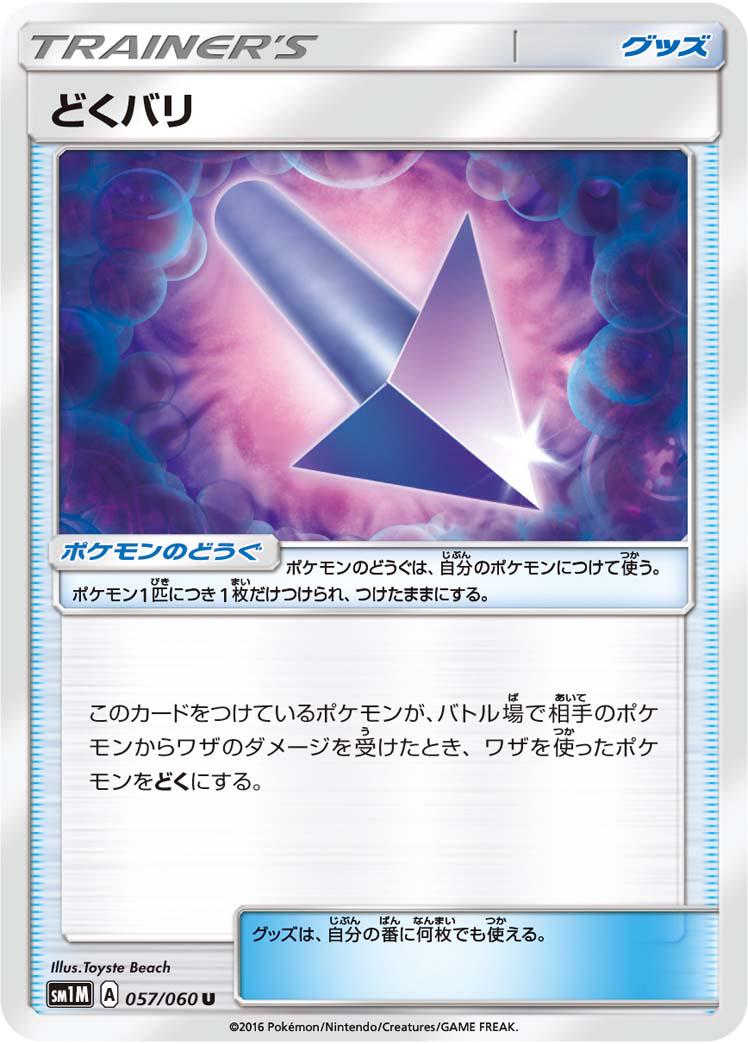 TRAINER'S
グッズ
どくバリ
ポケモンのどうぐ
ポケモンのどうぐは、自分のポケモンにつけて使う。
ポケモン1匹につき1枚だけつけられ、つけたままにする。
このカードをつけているポケモンが、バトル場で相手のポケ
モンからワザのダメージを受けたとき、ワザを使ったポケ
モンをどくにする。
グッズは、自分の番に何枚でも使える。
Illus.Toyste Beach
SM1M A 057/060 U
©2016 Pokémon/Nintendo/Creatures/GAME FREAK.